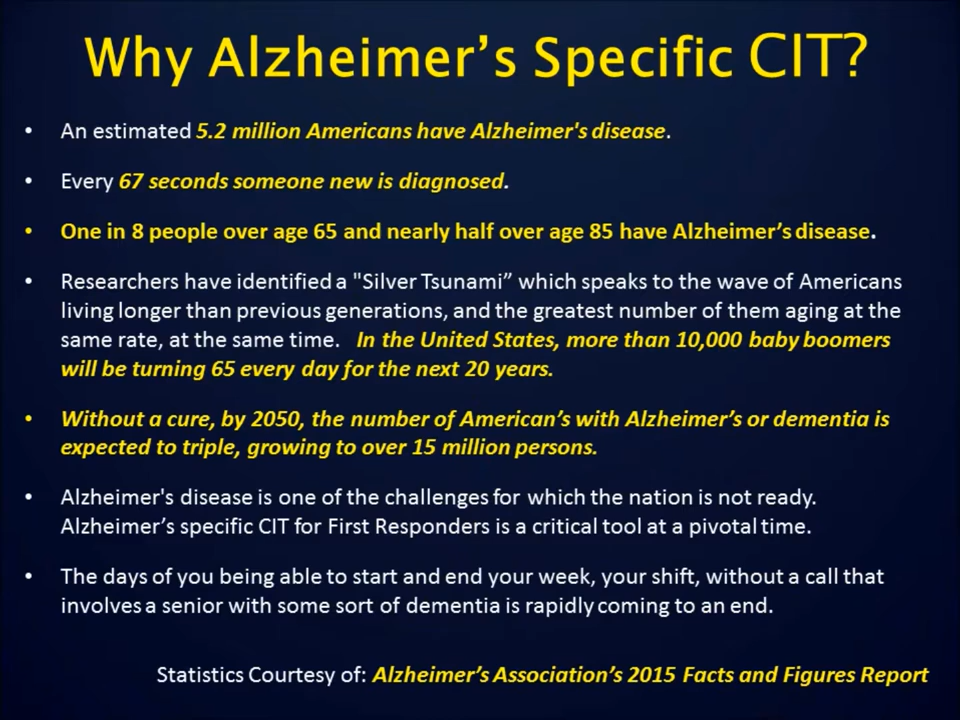 Why Alzheimer’s Specific CIT?
• An estimated 5.2 million Americans have Alzheimer's disease.
• Every 67 seconds someone new is diagnosed.
• One in 8 people over age 65 and nearly half over age 85 have Alzheimer’s disease.
• Researchers have identified a "Silver Tsunami” which speaks to the wave of Americans
living longer than previous generations, and the greatest number of them aging at the
same rate, at the same time. In the United States, more than 10,000 baby boomers
will be turning 65 every day for the next 20 years.
• Without a cure, by 2050, the number of American’s with Alzheimer’s or dementia is
expected to triple, growing to over 15 million persons.
• Alzheimer's disease is one of the challenges for which the nation is not ready.
Alzheimer’s specific CIT for First Responders is a critical tool at a pivotal time.
• The days of you being able to start and end your week, your shift, without a call that
involves a senior with some sort of dementia is rapidly coming to an end.
Statistics Courtesy of: Alzheimer’s Association’s 2015 Facts and Figures Report